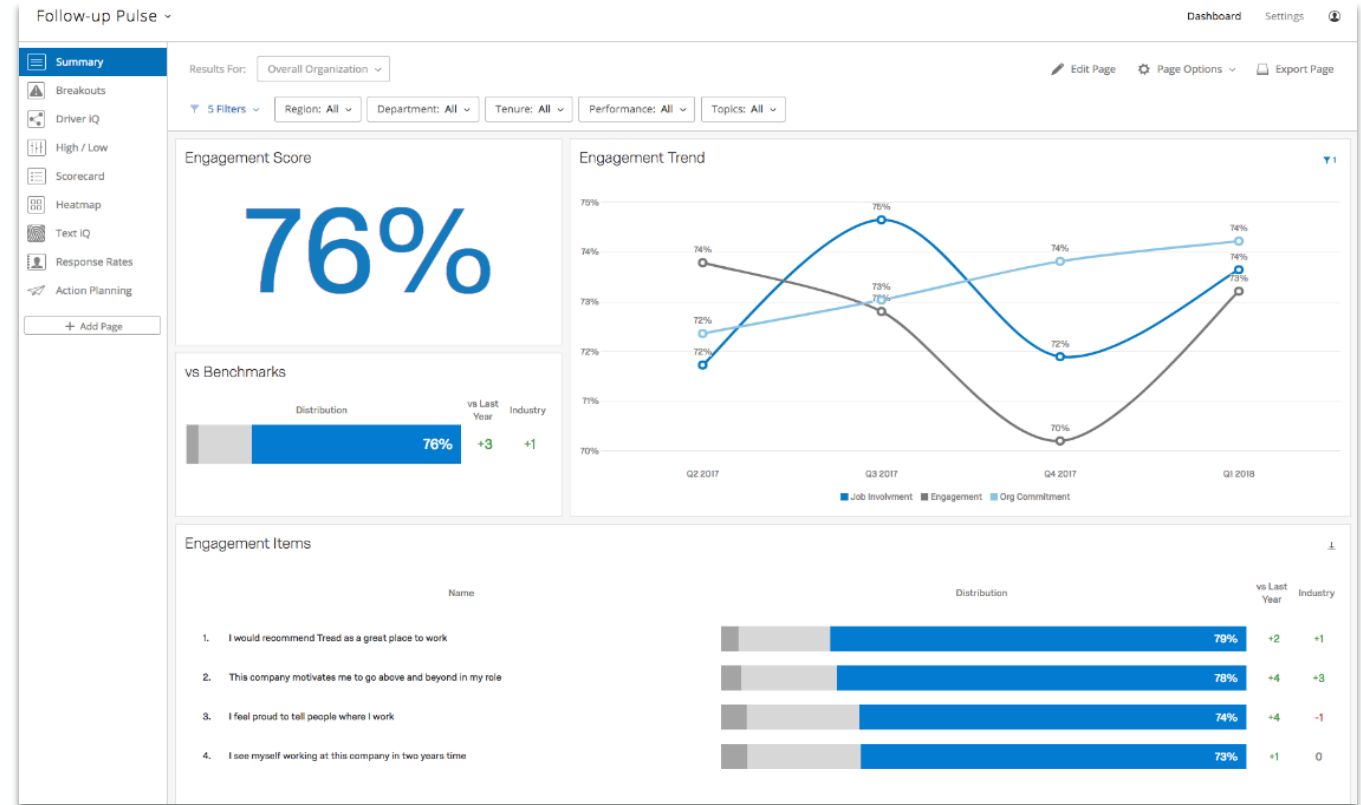 Follow-up Pulse
Dashboard Settings
Summary
Breakouts
Driver iQ
High / Low
Scorecard
Heatmap
Text iQ
Response Rates
Action Planning
+ Add Page
Results For: Overall Organization
Edit Page Page Options Export Page
5 Filters Region: All Department: All Tenure: All Performance: All Topics: All
Engagement Score
76%
vs Benchmarks
Distribution vs Last Year Industry
76% +3 +1
Engagement Trend
1
75%
74%
73%
72%
71%
70%
74%
72%
72%
75%
73%
74%
72%
70%
74%
74%
73%
Q2 2017 Q3 2017 Q4 2017 Q1 2018
Job Involvment Engagement Org Commitment
Engagement Items
Name Distribution vs Last Year Industry
1. I would recommend Tread as a great place to work 79% +2 +1
2. This company motivates me to go above and beyond in my role 78% +4 +3
3. I feel proud to tell people where I work 74% +4 -1
4. I see myself working at this company in two years time 73% +1 0